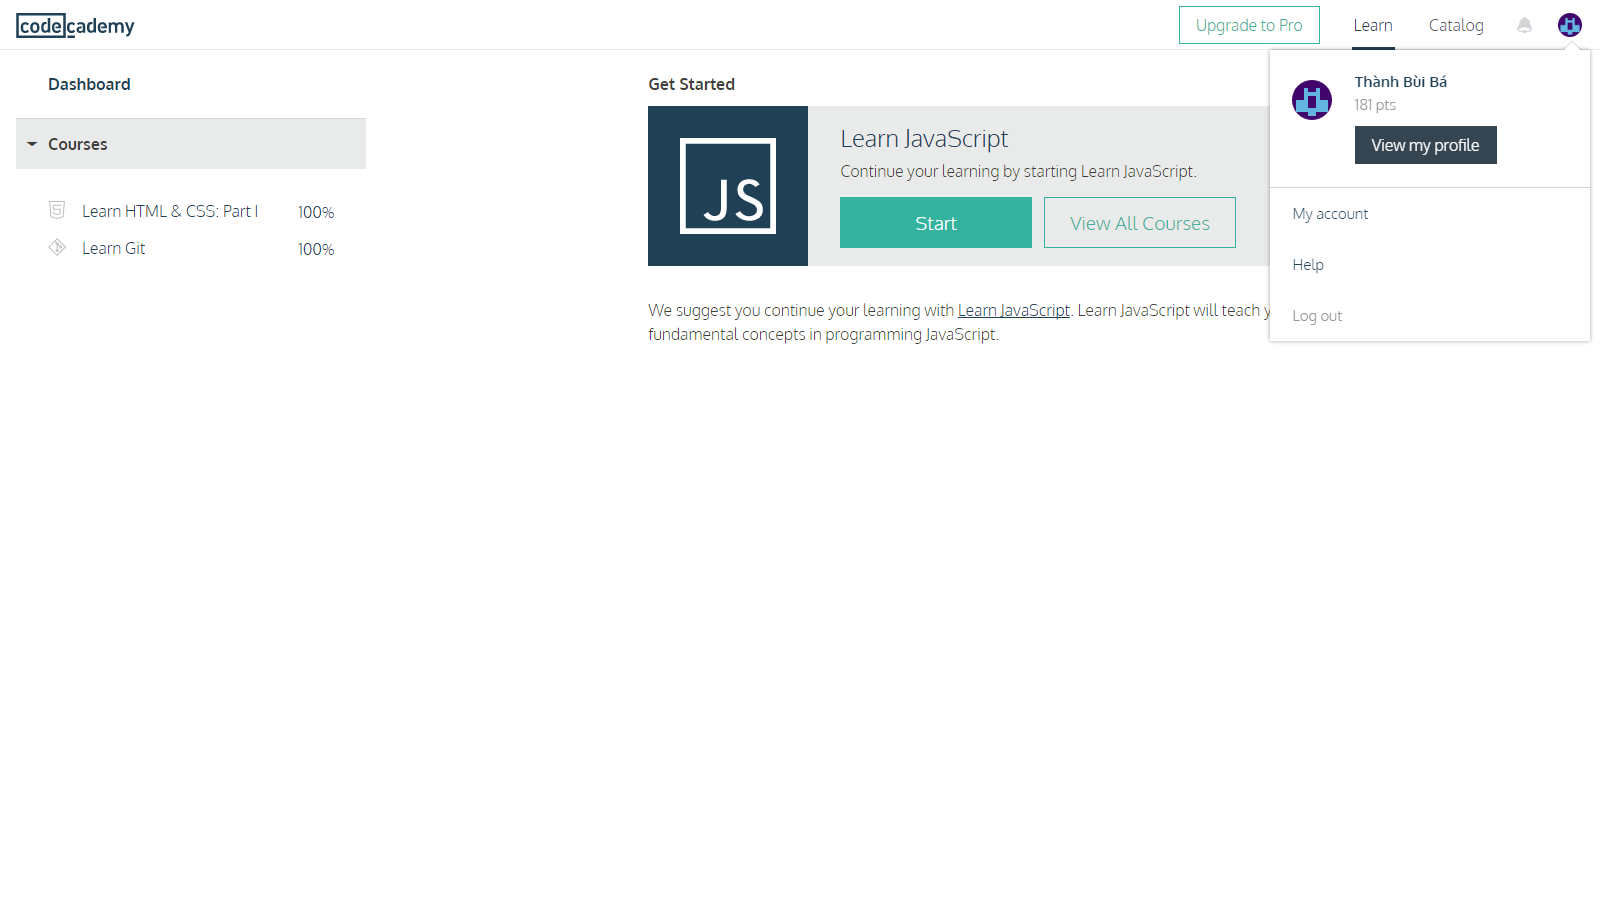 codecademy
Upgrade to Pro
Learn
Catalog
Dashboard
Courses
Learn HTML & CSS: Part I 100%
Learn Git 100%
Get Started
JS
Learn JavaScript
Continue your learning by starting Learn JavaScript.
Start
View All Courses
We suggest you continue your learning with Learn JavaScript. Learn JavaScript will teach
fundamental concepts in programming JavaScript.
Thành Bùi Bá
181 pts
View my profile
My account
Help
Log out